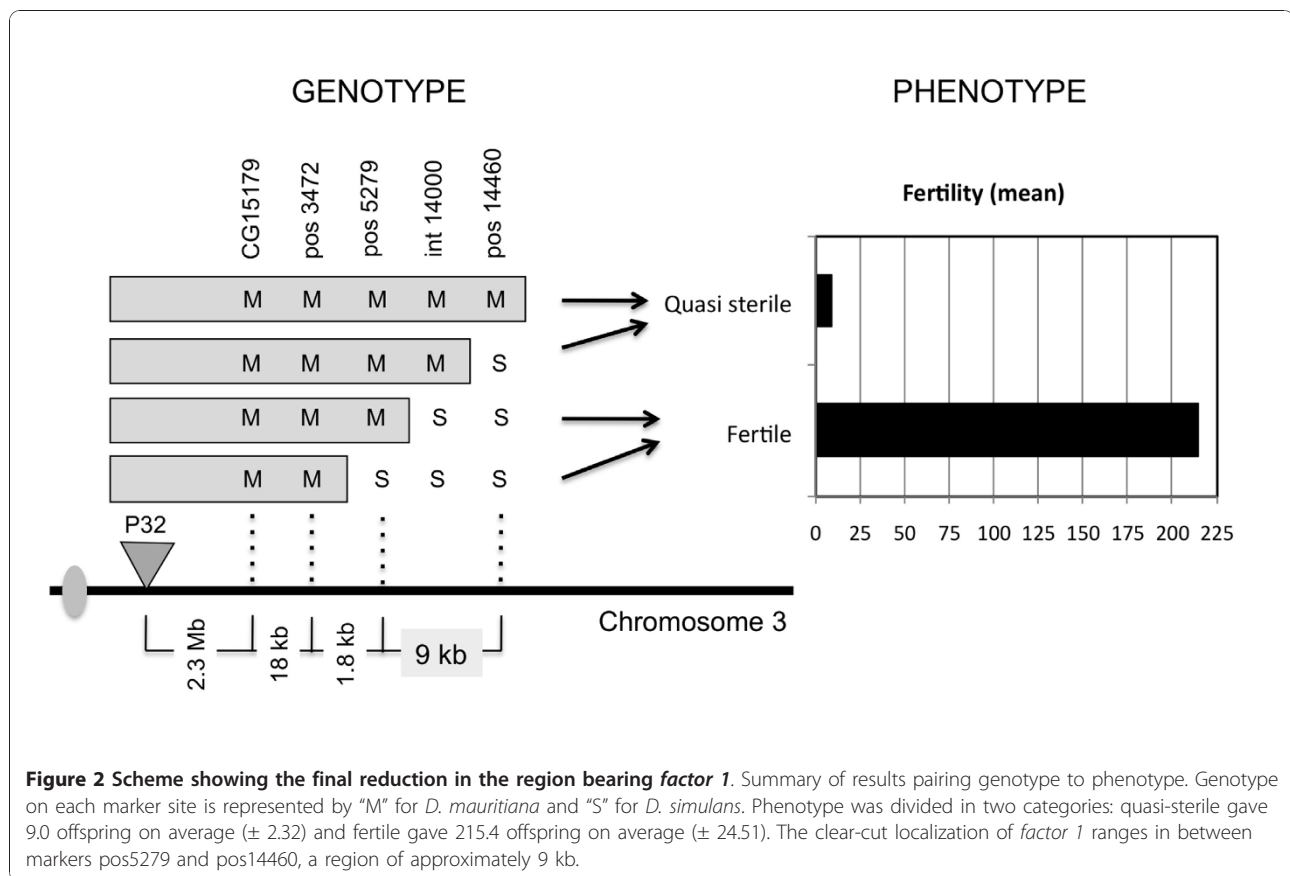 GENOTYPE
PHENOTYPE
CG15179
pos 3472
pos 5279
int 14000
pos 14460
M M M M M
M M M M S
M M M S S
M M S S S
Quasi sterile
Fertile
Fertility (mean)
0 25 50 75 100 125 150 175 200 225
P32
Chromosome 3
2.3 Mb
18 kb
1.8 kb
9 kb
Figure 2 Scheme showing the final reduction in the region bearing factor 1. Summary of results pairing genotype to phenotype. Genotype
on each marker site is represented by “M” for D. mauritiana and “S” for D. simulans. Phenotype was divided in two categories: quasi-sterile gave
9.0 offspring on average (± 2.32) and fertile gave 215.4 offspring on average (± 24.51). The clear-cut localization of factor 1 ranges in between
markers pos5279 and pos14460, a region of approximately 9 kb.